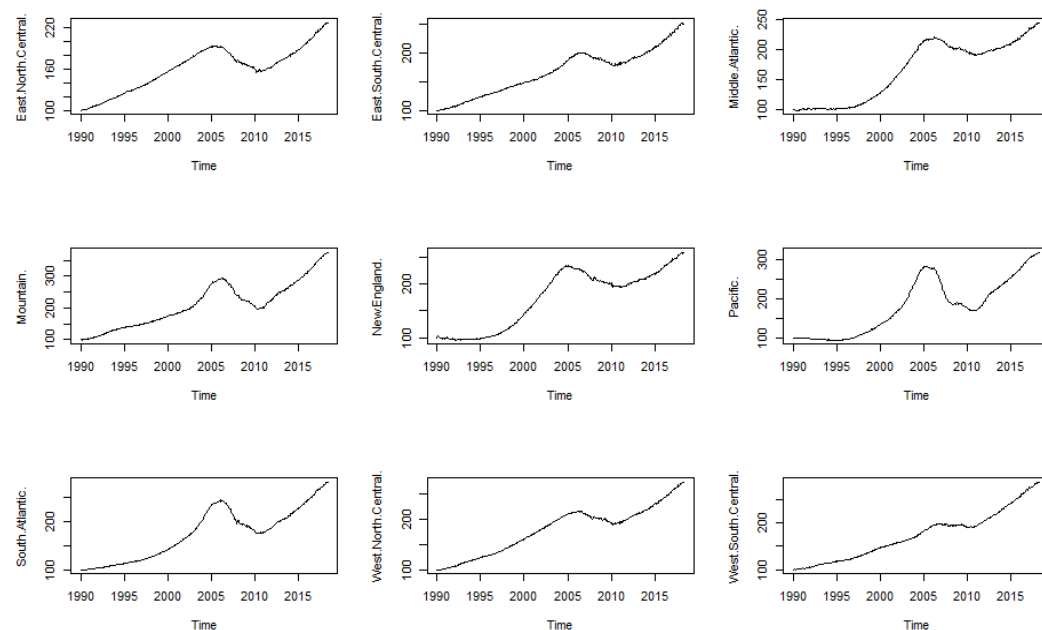 East.North.Central.
100 160 220
1990 1995 2000 2005 2010 2015
Time
East.South.Central.
100 200
1990 1995 2000 2005 2010 2015
Time
Middle.Atlantic.
100 150 200 250
1990 1995 2000 2005 2010 2015
Time
Mountain.
100 200 300
1990 1995 2000 2005 2010 2015
Time
New.England.
100 200
1990 1995 2000 2005 2010 2015
Time
Pacific.
100 200 300
1990 1995 2000 2005 2010 2015
Time
South.Atlantic.
100 200
1990 1995 2000 2005 2010 2015
Time
West.North.Central.
100 200
1990 1995 2000 2005 2010 2015
Time
West.South.Central.
100 200
1990 1995 2000 2005 2010 2015
Time